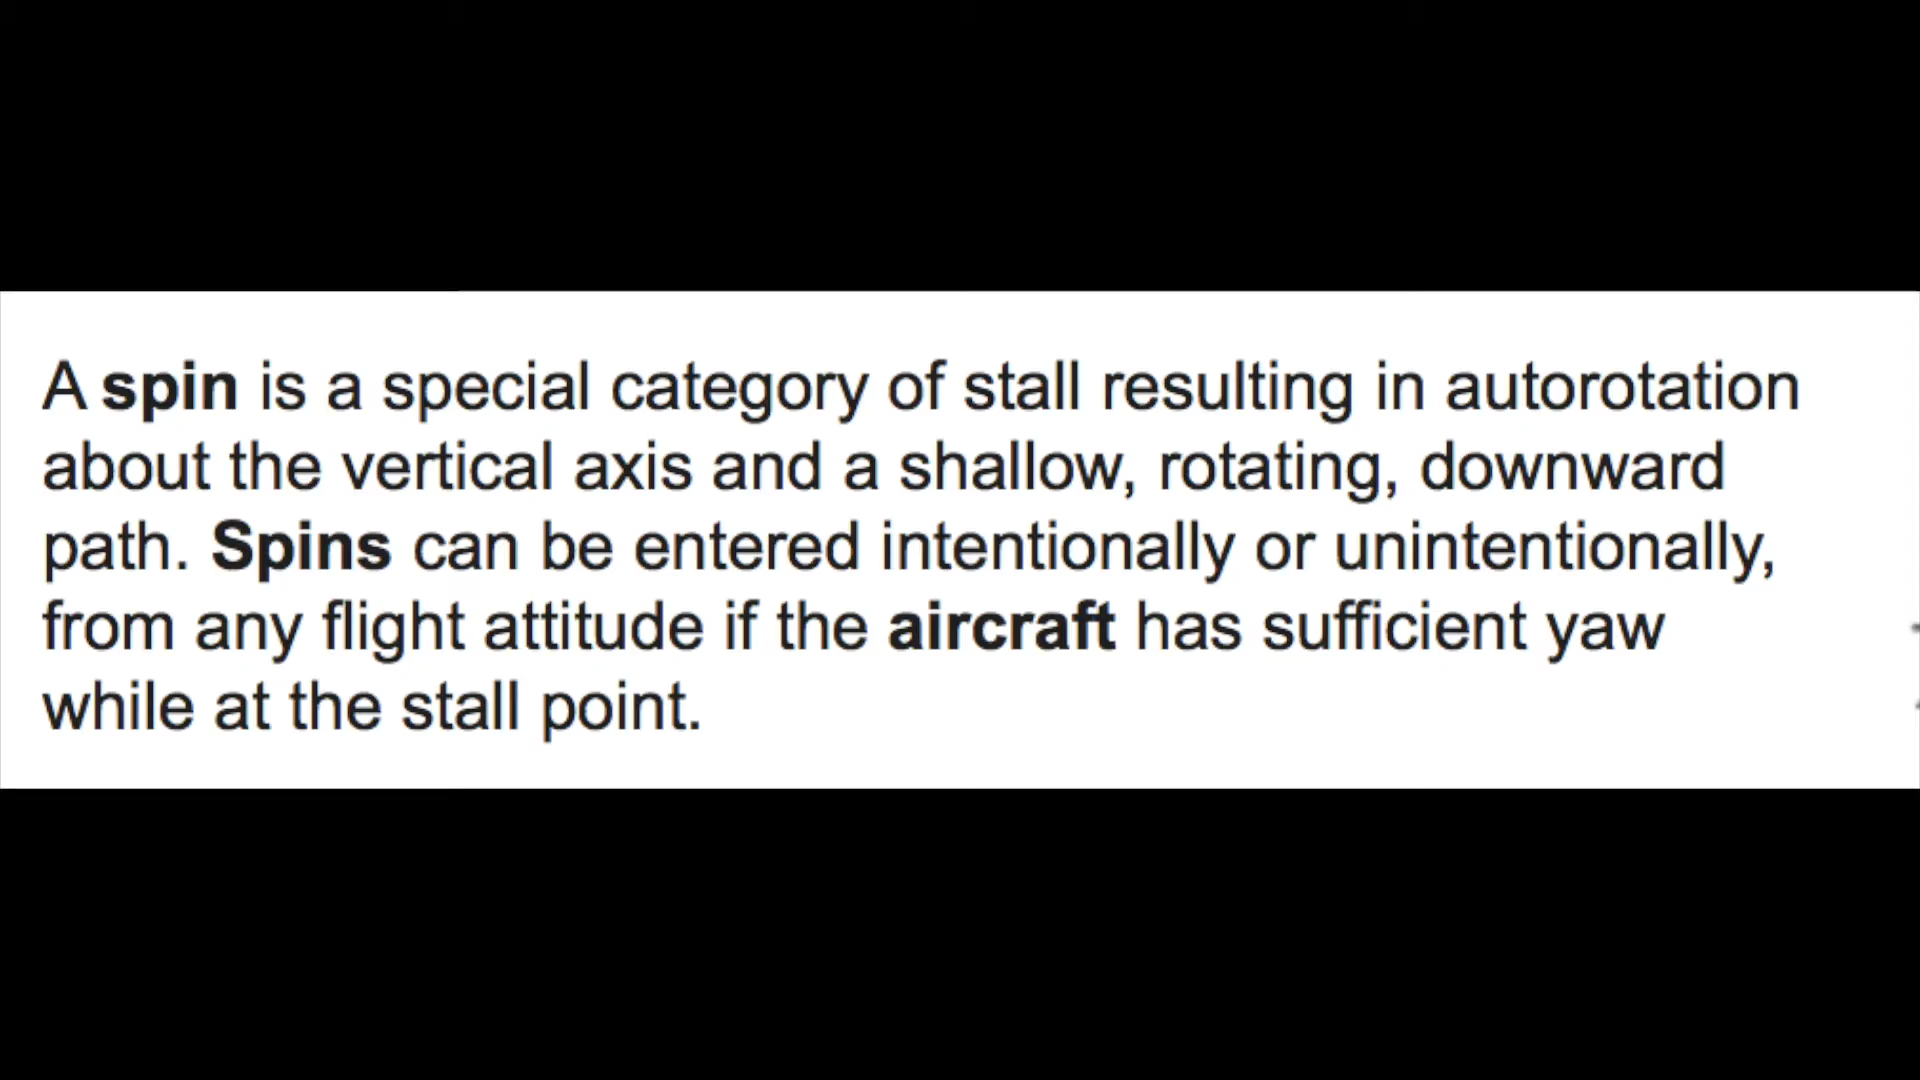 A spin is a special category of stall resulting in autorotation
about the vertical axis and a shallow, rotating, downward
path. Spins can be entered intentionally or unintentionally,
from any flight attitude if the aircraft has sufficient yaw
while at the stall point.